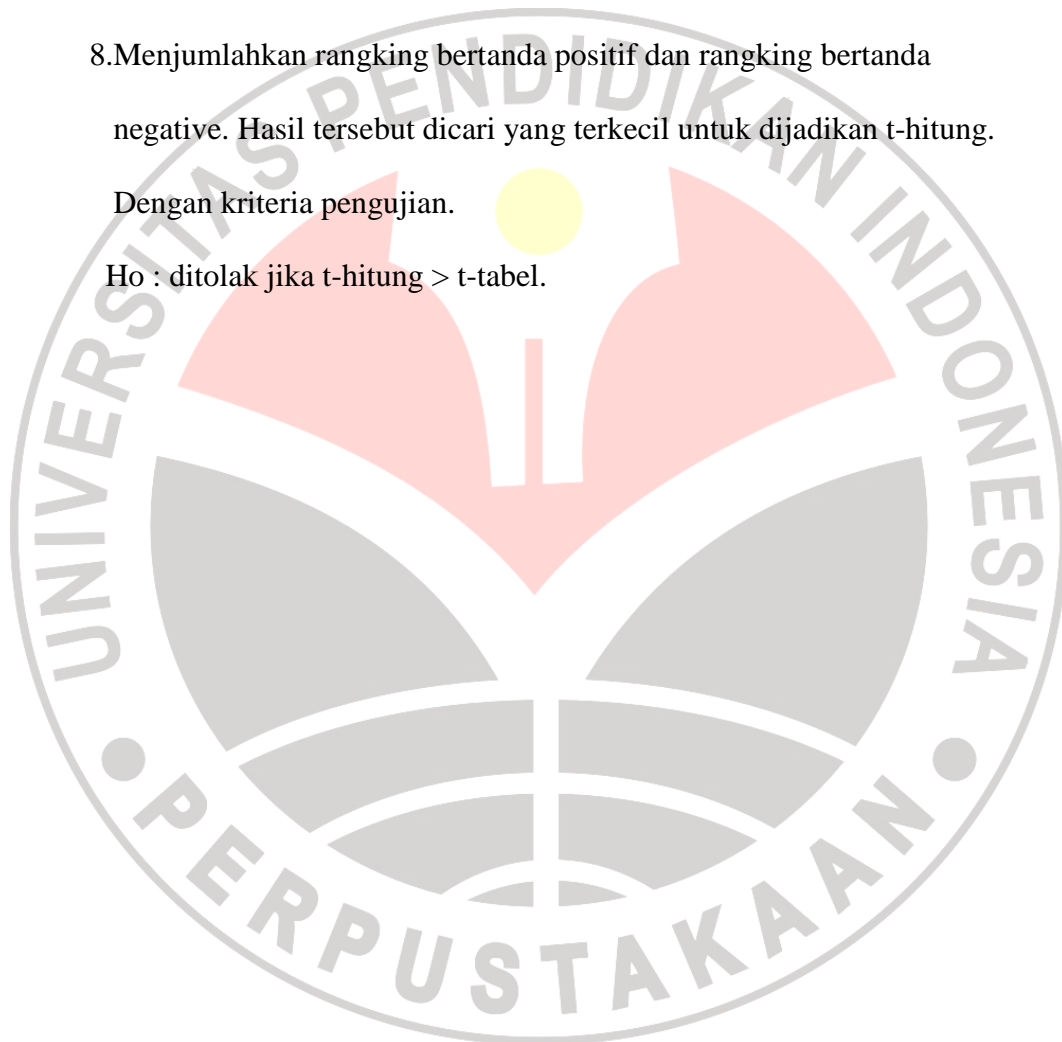 8.Menjumlahkan rangking bertanda positif dan rangking bertanda
negative. Hasil tersebut dicari yang terkecil untuk dijadikan t-hitung.
Dengan kriteria pengujian.
Ho : ditolak jika t-hitung > t-tabel.
UNIVERSITAS PENDIDIKAN INDONESIA
PERPUSTAKAAN